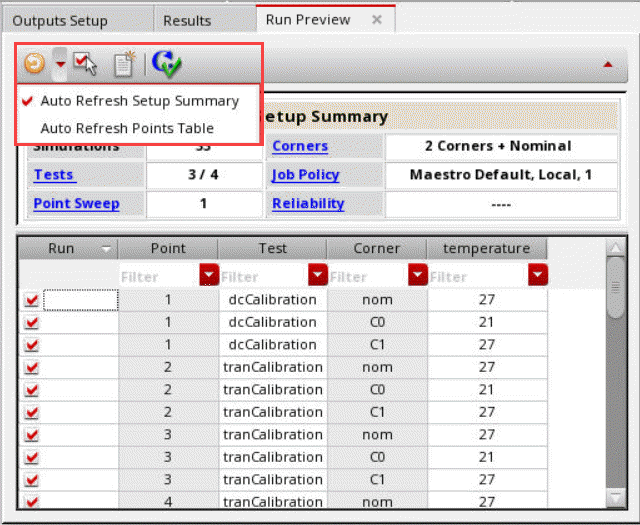 Outputs Setup Results Run Preview
Auto Refresh Setup Summary
Auto Refresh Points Table
etup Summary
Simulations 33 Corners 2 Corners + Nominal
Tests 3 / 4 Job Policy Maestro Default, Local, 1
Point Sweep 1 Reliability ----
Run Point Test Corner temperature
Filter Filter Filter Filter
1 dcCalibration nom 27
1 dcCalibration C0 21
1 dcCalibration C1 27
2 tranCalibration nom 27
2 tranCalibration C0 21
2 tranCalibration C1 27
3 tranCalibration nom 27
3 tranCalibration C0 21
3 tranCalibration C1 27
4 tranCalibration nom 27